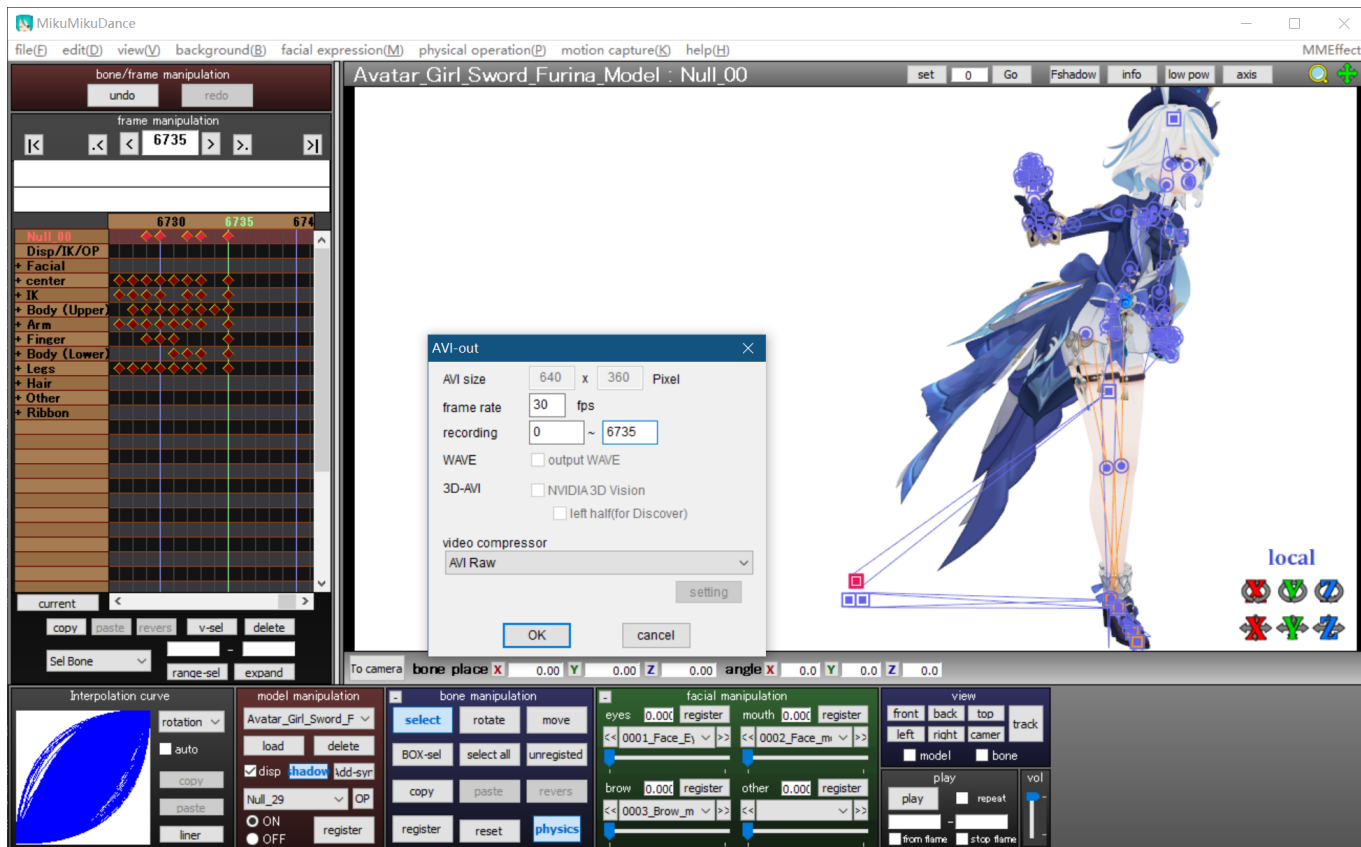 MikuMikuDance
file(F) edit(D) view(V) background(B) facial expression(M) physical operation(P) motion capture(K) help(H) MMEffect
bone/frame manipulation
undo redo
frame manipulation
|< .< < 6735 > >. >|
6730 6735 674
Null_00
Disp/IK/OP
+ Facial
+ center
+ IK
+ Body (Upper)
+ Arm
+ Finger
+ Body (Lower)
+ Legs
+ Hair
+ Other
+ Ribbon
current < >
copy paste revers v-sel delete
Sel Bone -
range-sel expand
Avatar_Girl_Sword_Furina_Model : Null_00
set 0 Go Fshadow info low pow axis
AVI-out
AVI size 640 x 360 Pixel
frame rate 30 fps
recording 0 ~ 6735
WAVE output WAVE
3D-AVI NVIDIA 3D Vision
left half(for Discover)
video compressor
AVI Raw
setting
OK cancel
local
X Y Z
X Y Z
To camera bone place X 0.00 Y 0.00 Z 0.00 angle X 0.0 Y 0.0 Z 0.0
Interpolation curve
rotation
auto
copy
paste
liner
model manipulation
Avatar_Girl_Sword_F
load delete
disp shadow Add-syn
Null_29 OP
ON
OFF
register
- bone manipulation
select rotate move
BOX-sel select all unregisted
copy paste revers
register reset physics
- facial manipulation
eyes 0.000 register mouth 0.000 register
<< 0001_Face_Ey >> << 0002_Face_m >>
brow 0.000 register other 0.000 register
<< 0003_Brow_m >> << >>
view
front back top
left right camer
track
model bone
play
play repeat
-
from flame stop flame
vol